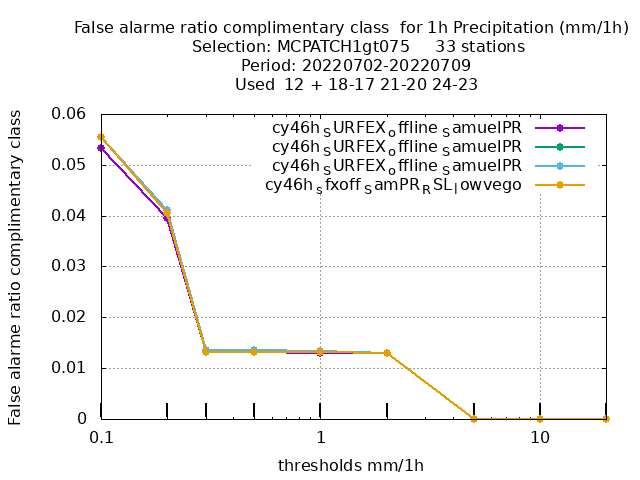 False alarme ratio complimentary class  for 1h Precipitation (mm/1h)
Selection: MCPATCH1gt075     33 stations
Period: 20220702-20220709
Used  12 + 18-17 21-20 24-23
False alarme ratio complimentary class
0.06
0.05
0.04
0.03
0.02
0.01
0
cy46h_SURFEX_offline_SamuelPR
cy46h_SURFEX_offline_SamuelPR
cy46h_SURFEX_offline_SamuelPR
cy46h_sfxoff_SamPR_RSL_lowvego
0.1
1
10
thresholds mm/1h